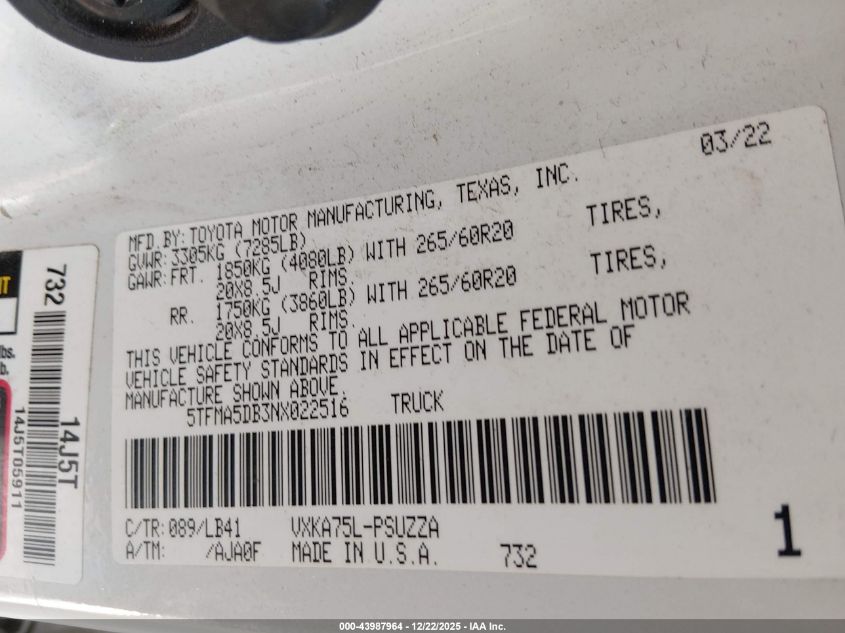 03/22
MFD.BY: TOYOTA MOTOR MANUFACTURING, TEXAS, INC.
GVWR: 3305KG (7285LB)
GAWR: FRT. 1850KG (4080LB) WITH 265/60R20 TIRES,
20X8.5J RIMS,
RR. 1750KG (3860LB) WITH 265/60R20 TIRES,
20X8.5J RIMS.
THIS VEHICLE CONFORMS TO ALL APPLICABLE FEDERAL MOTOR
VEHICLE SAFETY STANDARDS IN EFFECT ON THE DATE OF
MANUFACTURE SHOWN ABOVE.
5TFMA5DB3NX022516 TRUCK
C/TR: 089/LB41 VXKA75L-PSUZZA
A/TM: /AJA0F MADE IN U.S.A. 732
1
732
14J5T
14J5T05911
lbs.
lb.
000-43987964 - 12/22/2025 - IAA Inc.